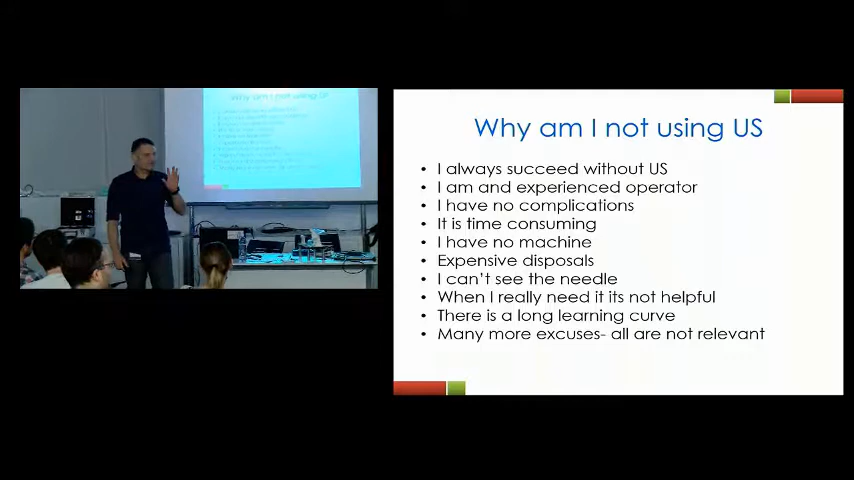 Why am I not using US
• I always succeed without US
• I am and experienced operator
• I have no complications
• It is time consuming
• I have no machine
• Expensive disposals
• I can't see the needle
• When I really need it its not helpful
• There is a long learning curve
• Many more excuses- all are not relevant